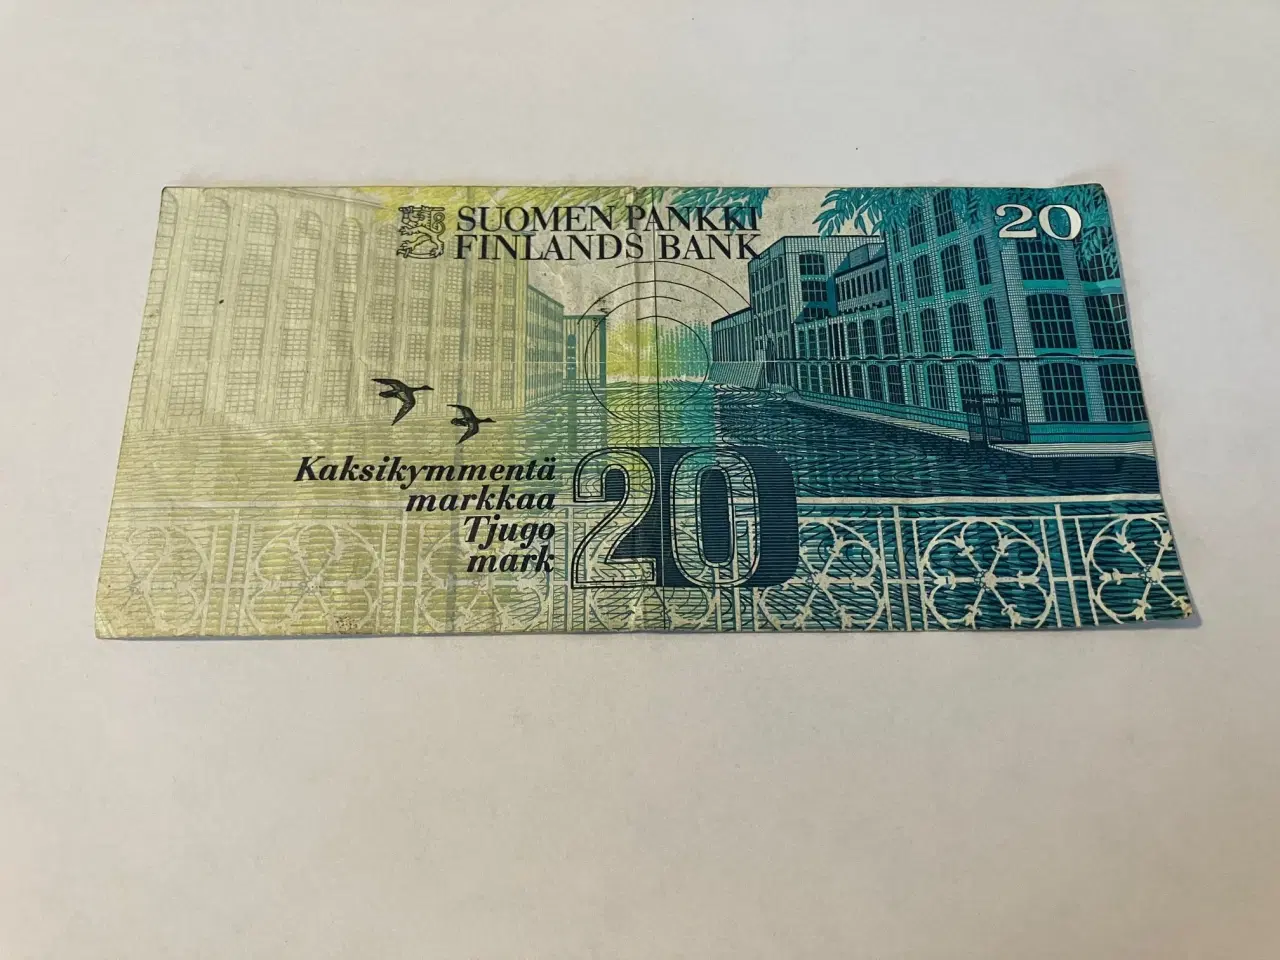 SUOMEN PANKKI
FINLANDS BANK
20
Kaksikymmentä
markkaa
Tjugo
mark
20